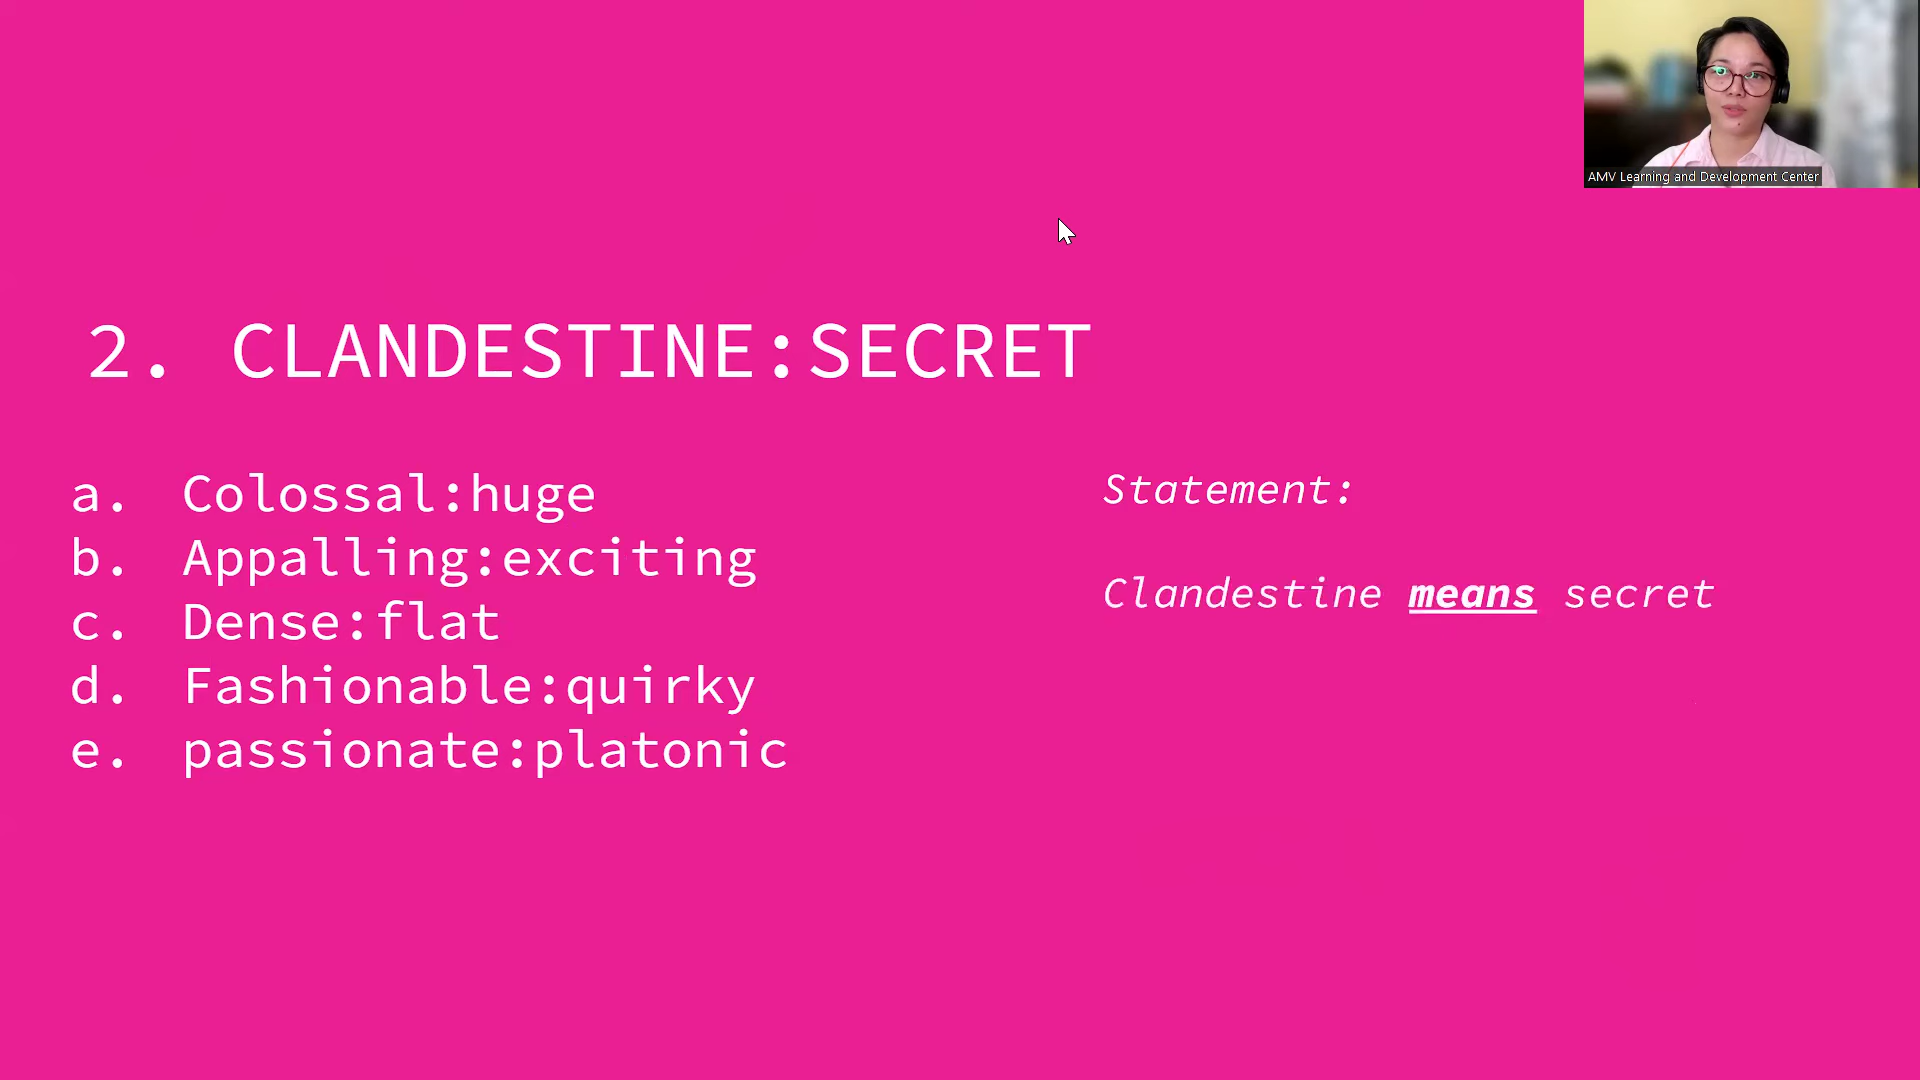 AMV Learning and Development Center
2. CLANDESTINE:SECRET
a. Colossal:huge
b. Appalling:exciting
c. Dense:flat
d. Fashionable:quirky
e. passionate:platonic
Statement:
Clandestine means secret